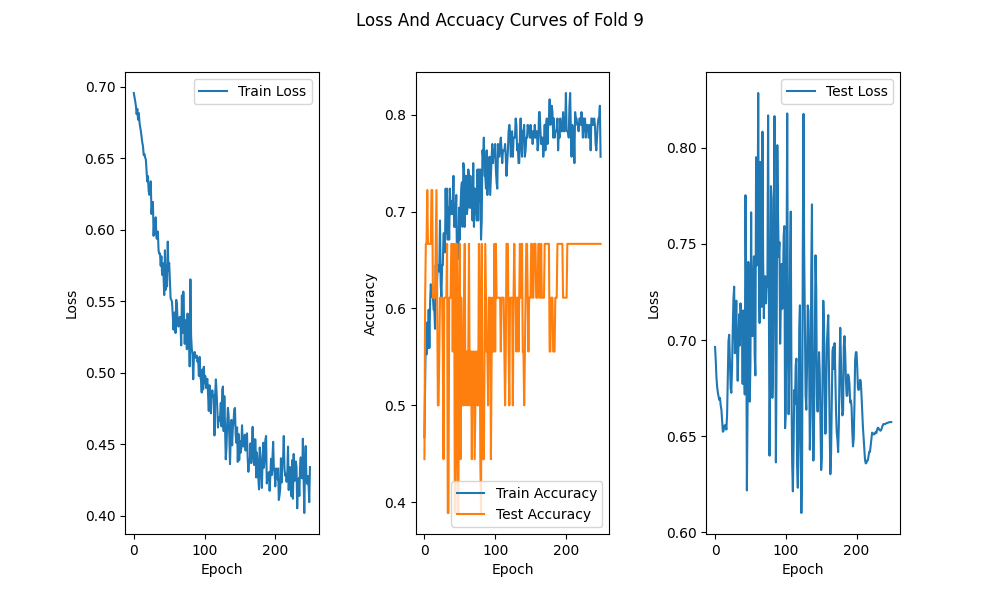 Loss And Accuacy Curves of Fold 9
Train Loss
0.70
0.65
0.60
0.55
0.50
0.45
0.40
Loss
0
100
200
Epoch
0.8
0.7
0.6
0.5
0.4
Accuracy
Train Accuracy
Test Accuracy
0
100
200
Epoch
Test Loss
0.80
0.75
0.70
0.65
0.60
Loss
0
100
200
Epoch